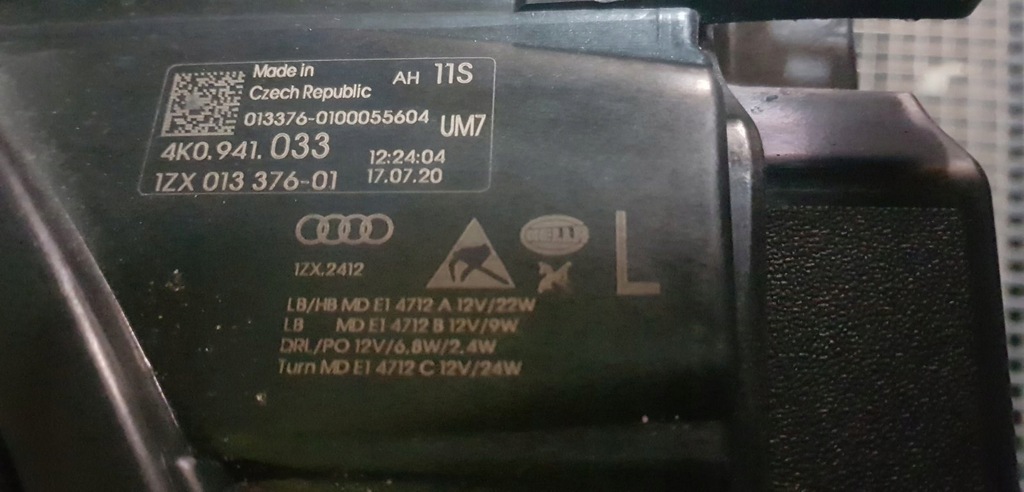 Made in
Czech Republic
AH 11S
013376-0100055604
UM7
4K0.941.033
12:24:04
1ZX 013 376-01
17.07.20
1ZX.2412
HELLA
L
LB/HB MD E1 4712 A 12V/22W
LB MD E1 4712 B 12V/9W
DRL/PO 12V/6,8W/2,4W
Turn MD E1 4712 C 12V/24W